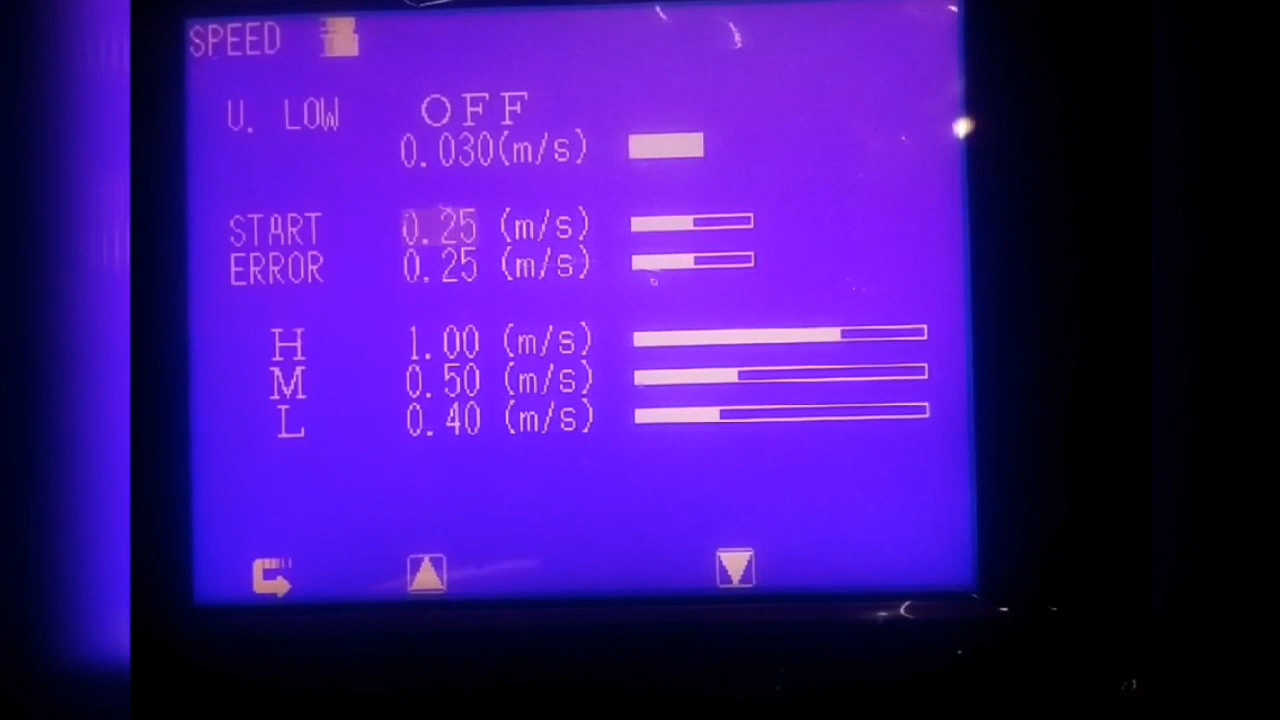 SPEED
U. LOW OFF
0.030(m/s)
START 0.25 (m/s)
ERROR 0.25 (m/s)
H 1.00 (m/s)
M 0.50 (m/s)
L 0.40 (m/s)